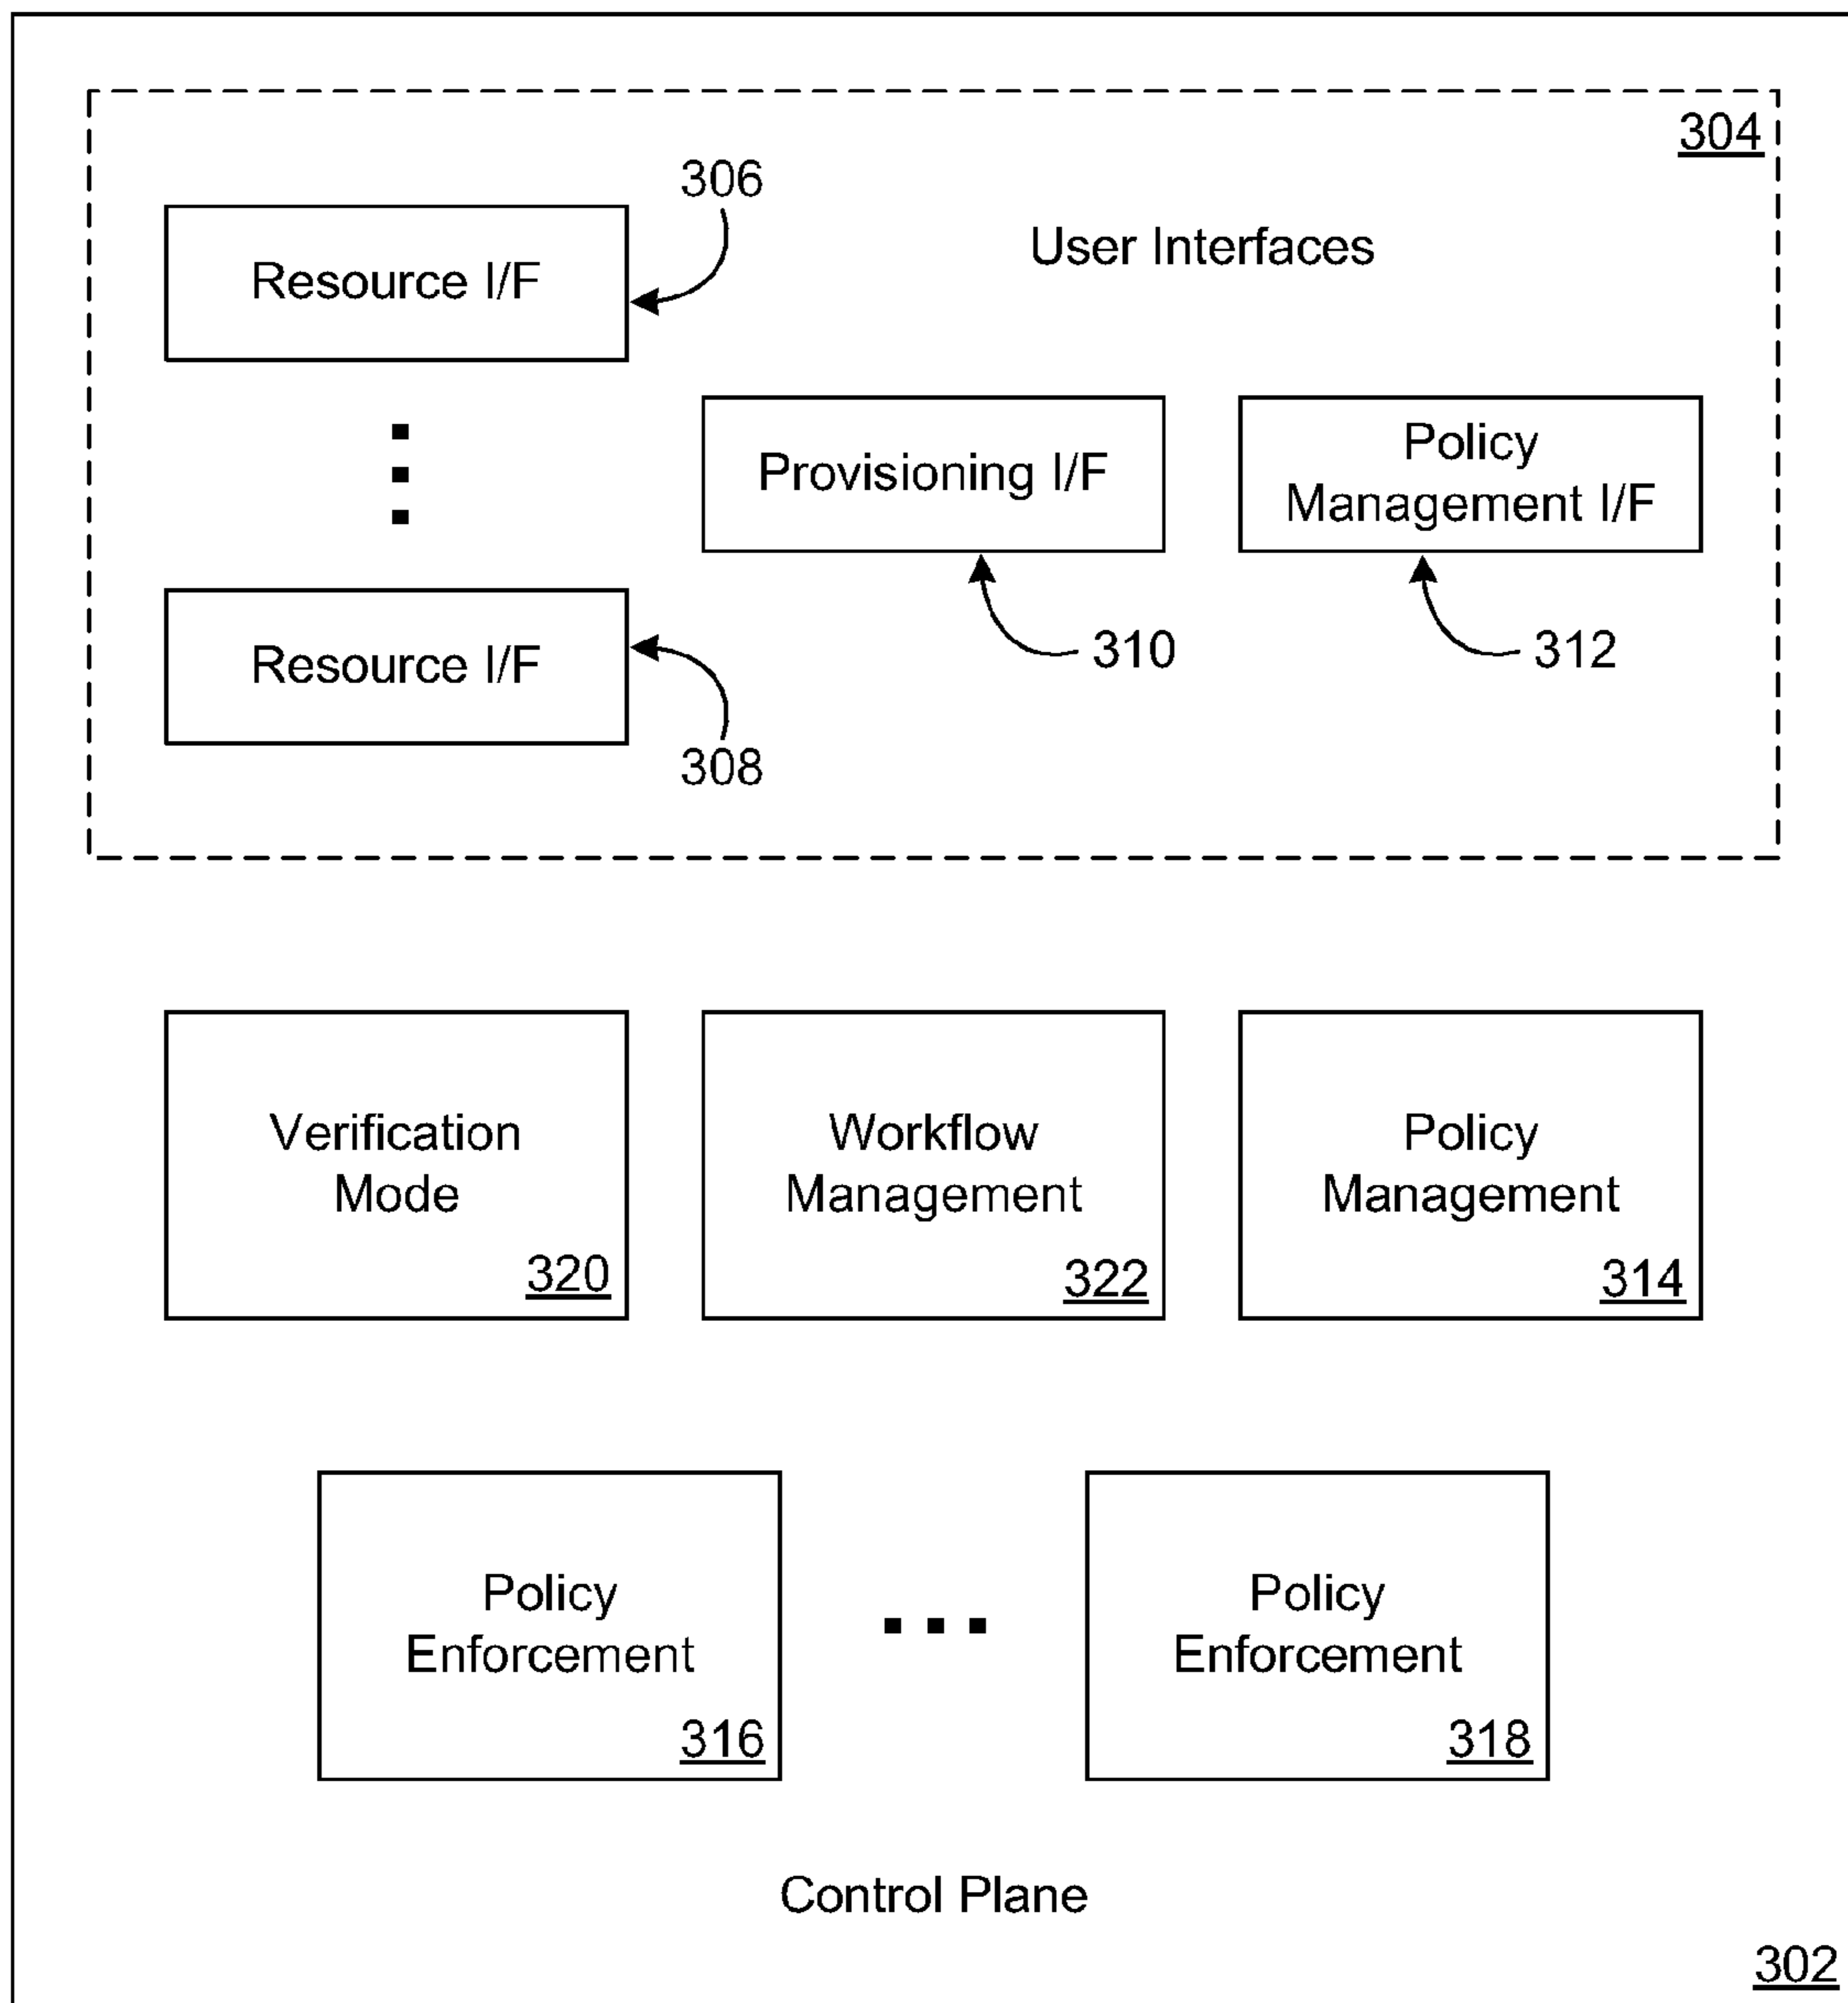 304
306
User Interfaces
Resource I/F
Provisioning I/F
Policy
Management I/F
Resource I/F
310
312
308
Verification
Mode
320
Workflow
Management
322
Policy
Management
314
Policy
Enforcement
316
Policy
Enforcement
318
Control Plane
302